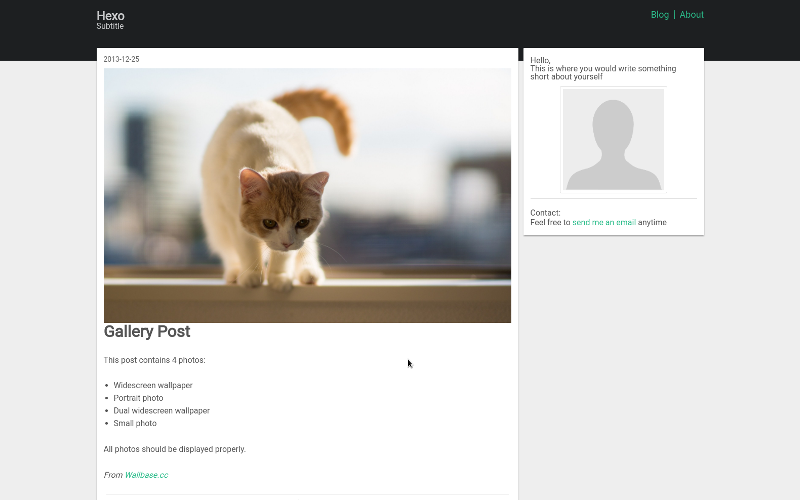 Hexo
Subtitle
Blog | About
2013-12-25
Gallery Post
This post contains 4 photos:
• Widescreen wallpaper
• Portrait photo
• Dual widescreen wallpaper
• Small photo
All photos should be displayed properly.
From Wallbase.cc
Hello,
This is where you would write something
short about yourself
Contact:
Feel free to send me an email anytime